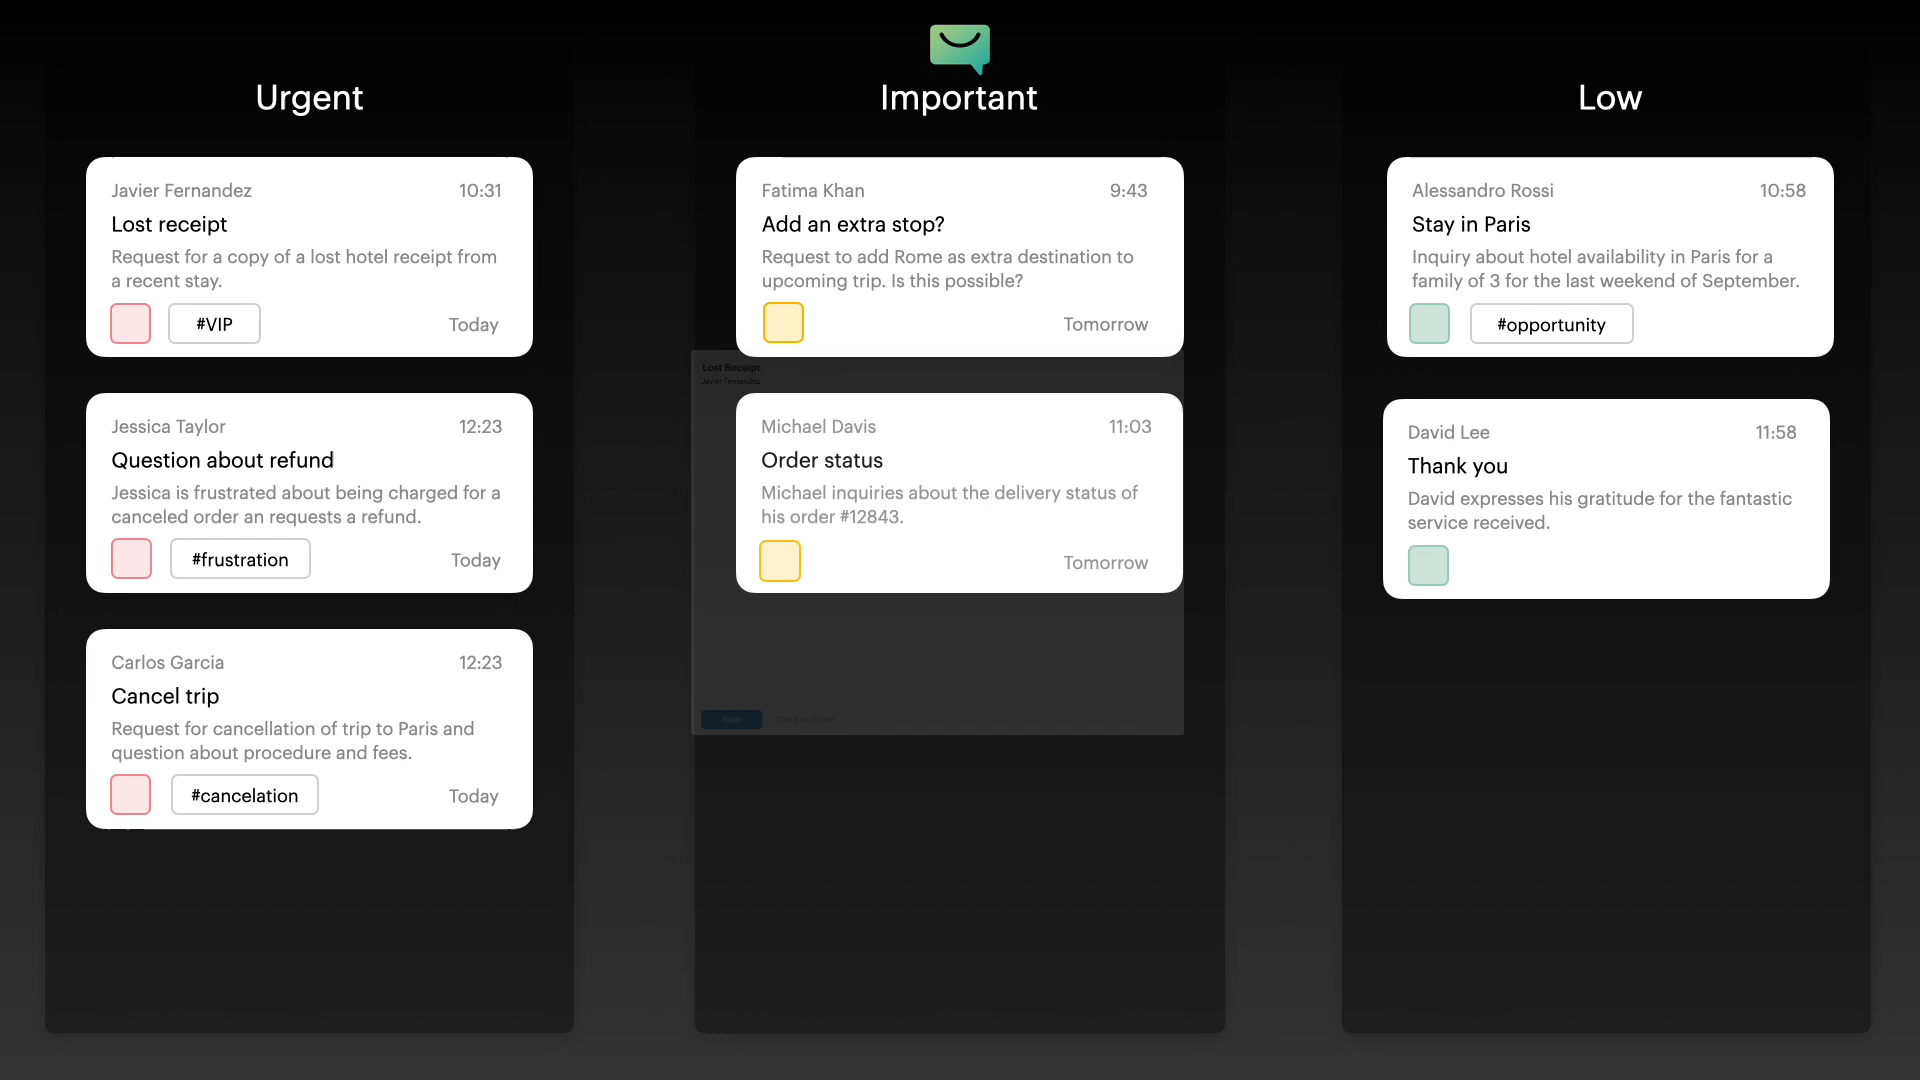 Urgent
Javier Fernandez 10:31
Lost receipt
Request for a copy of a lost hotel receipt from
a recent stay.
#VIP Today
Jessica Taylor 12:23
Question about refund
Jessica is frustrated about being charged for a
canceled order an requests a refund.
#frustration Today
Carlos Garcia 12:23
Cancel trip
Request for cancellation of trip to Paris and
question about procedure and fees.
#cancelation Today
Important
Fatima Khan 9:43
Add an extra stop?
Request to add Rome as extra destination to
upcoming trip. Is this possible?
Tomorrow
Lost Receipt
Javier Fernandez
Michael Davis 11:03
Order status
Michael inquiries about the delivery status of
his order #12843.
Tomorrow
Reply
Low
Alessandro Rossi 10:58
Stay in Paris
Inquiry about hotel availability in Paris for a
family of 3 for the last weekend of September.
#opportunity
David Lee 11:58
Thank you
David expresses his gratitude for the fantastic
service received.